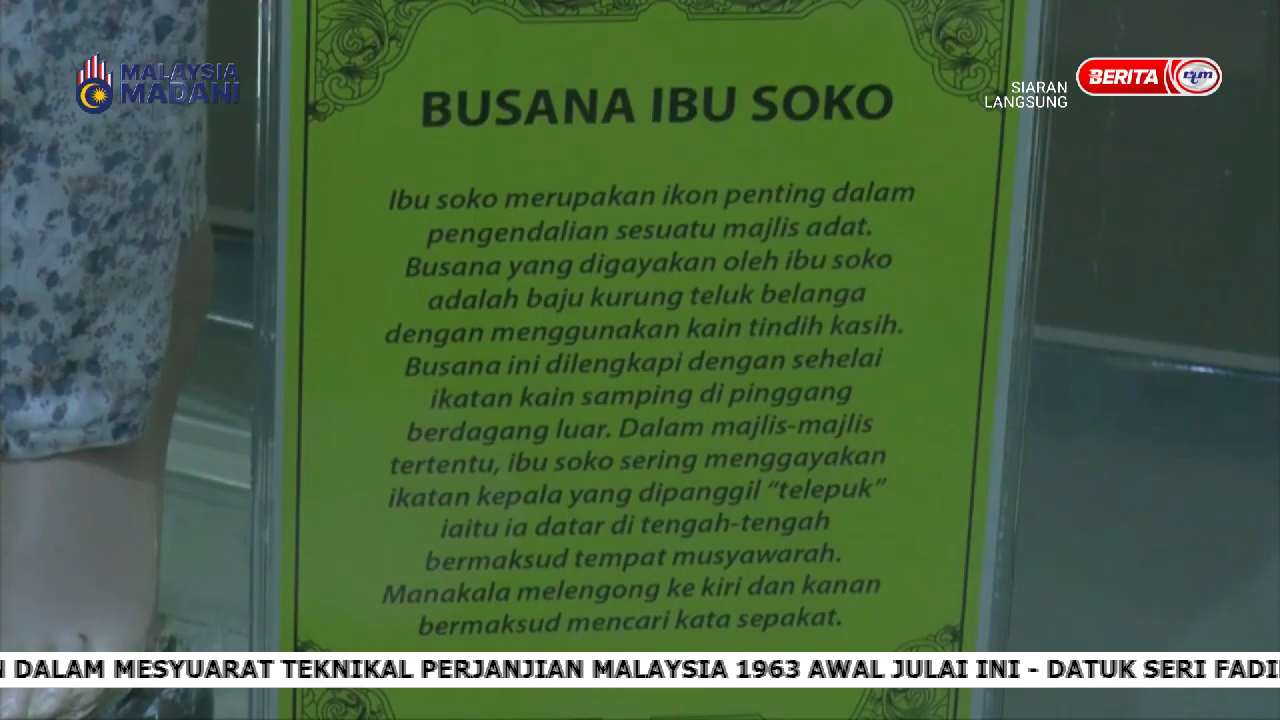 MALAYSIA
MADANI
BERITA rtm
SIARAN
LANGSUNG
BUSANA IBU SOKO
Ibu soko merupakan ikon penting dalam
pengendalian sesuatu majlis adat.
Busana yang digayakan oleh ibu soko
adalah baju kurung teluk belanga
dengan menggunakan kain tindih kasih.
Busana ini dilengkapi dengan sehelai
ikatan kain samping di pinggang
berdagang luar. Dalam majlis-majlis
tertentu, ibu soko sering menggayakan
ikatan kepala yang dipanggil “telepuk”
iaitu ia datar di tengah-tengah
bermaksud tempat musyawarah.
Manakala melengong ke kiri dan kanan
bermaksud mencari kata sepakat.
N DALAM MESYUARAT TEKNIKAL PERJANJIAN MALAYSIA 1963 AWAL JULAI INI - DATUK SERI FADI